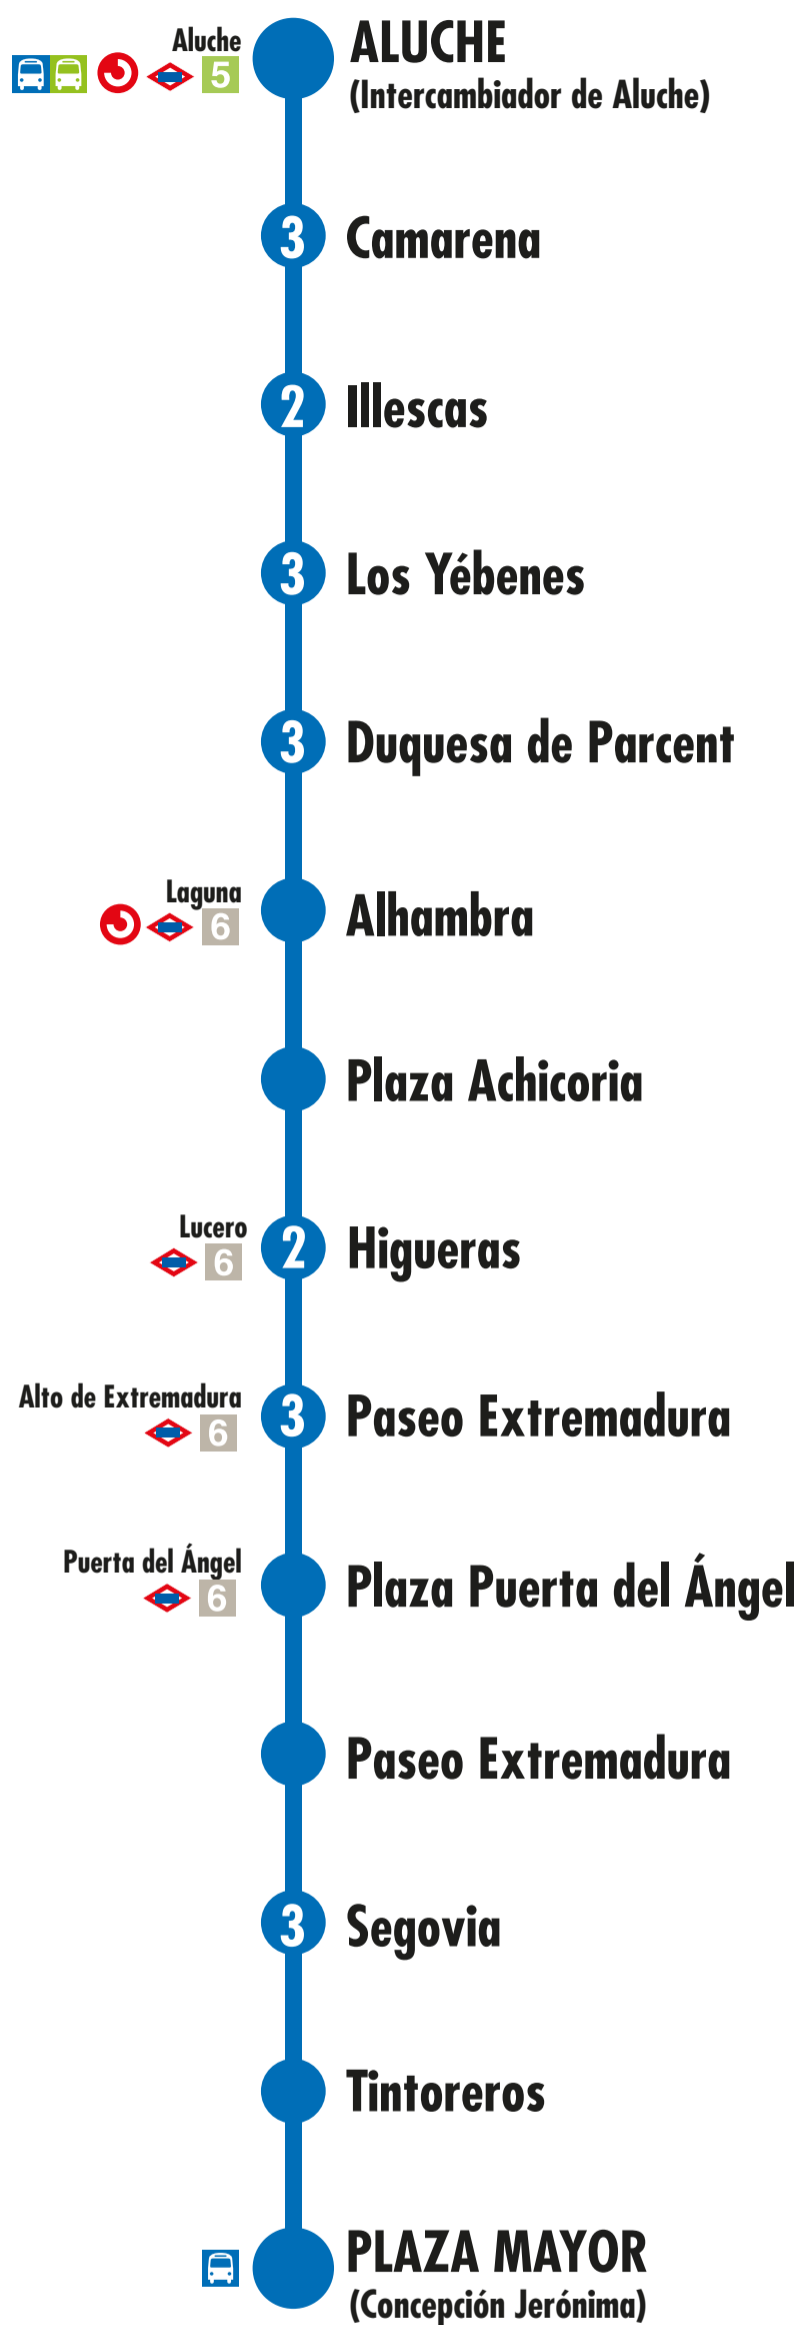 Aluche
5
ALUCHE
(Intercambiador de Aluche)
3 Camarena
2 Illescas
3 Los Yébenes
3 Duquesa de Parcent
Laguna
6
Alhambra
Plaza Achicoria
Lucero
6
2 Higueras
Alto de Extremadura
6
3 Paseo Extremadura
Puerta del Ángel
6
Plaza Puerta del Ángel
Paseo Extremadura
3 Segovia
Tintoreros
PLAZA MAYOR
(Concepción Jerónima)